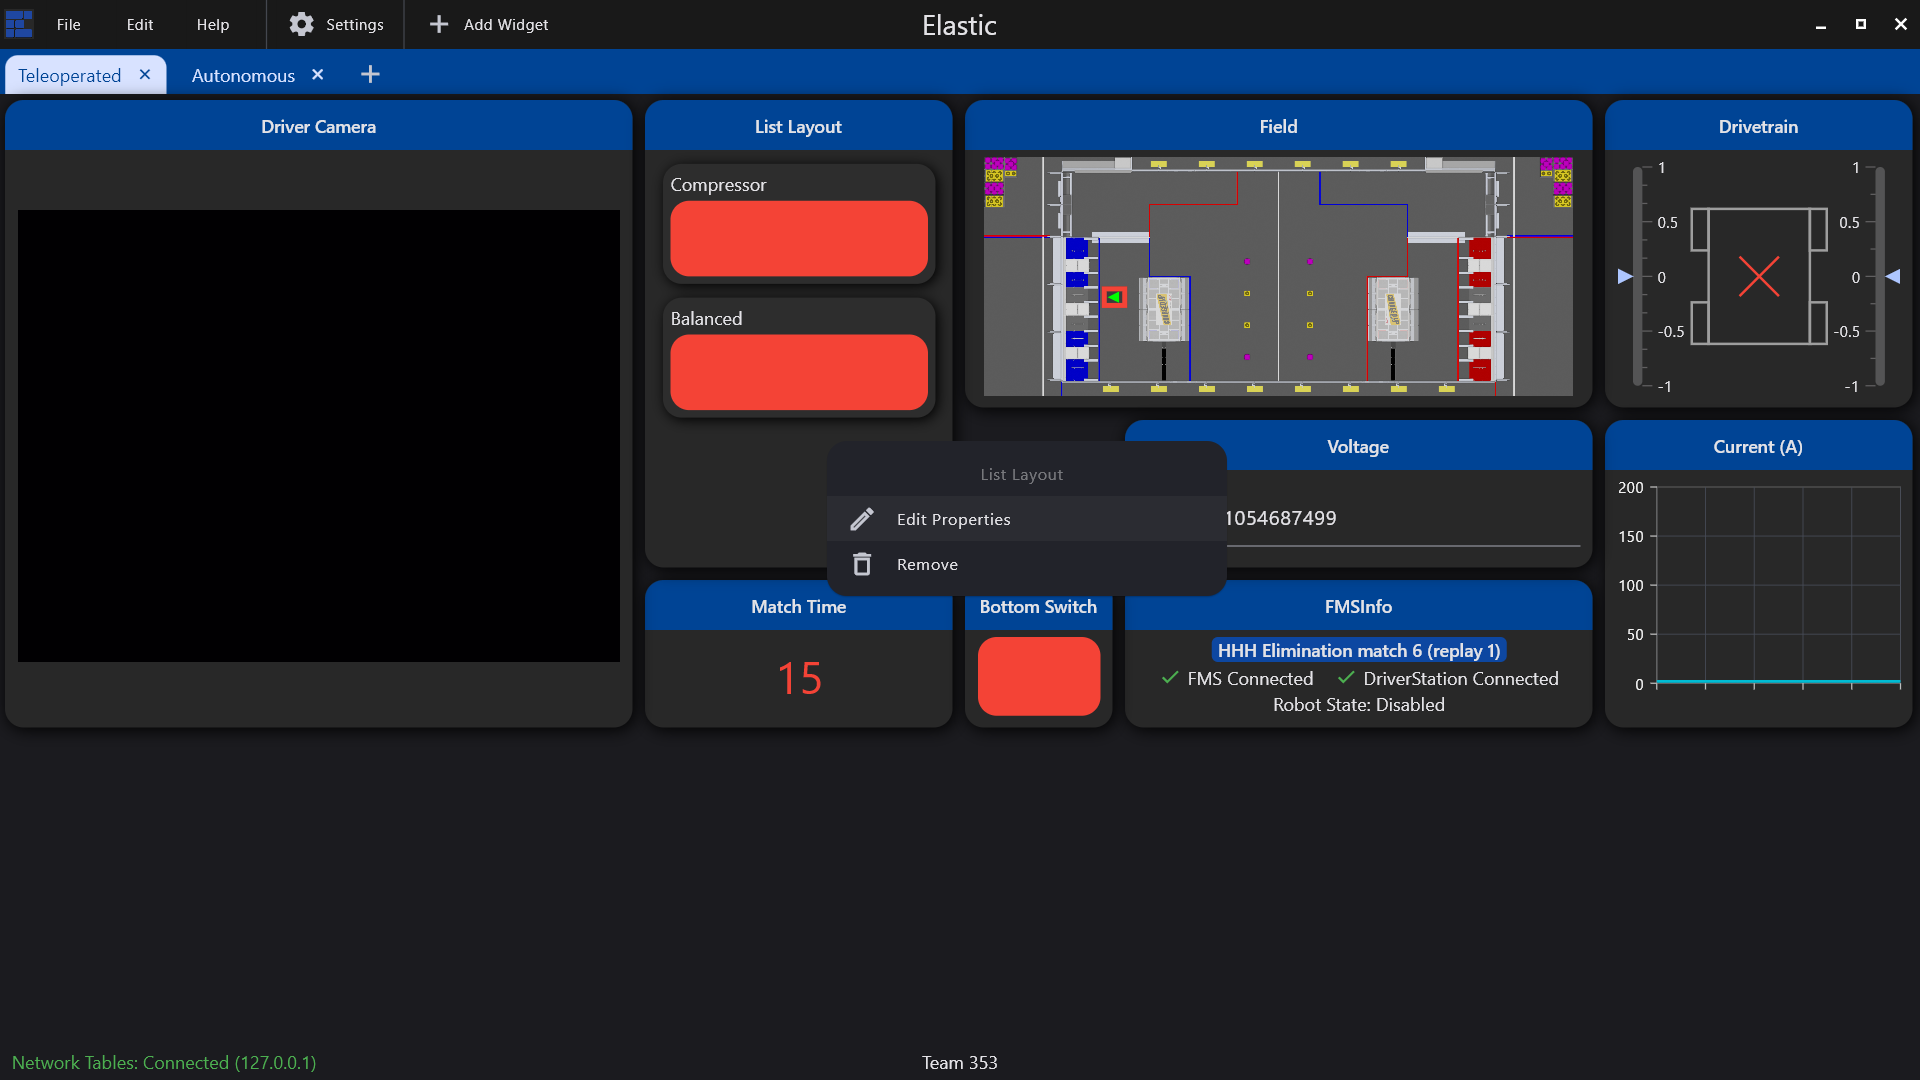 File Edit Help Settings Add Widget Elastic
Teleoperated Autonomous
Driver Camera
List Layout
Compressor
Balanced
Field
Drivetrain
1 1
0.5 0.5
0 0
-0.5 -0.5
-1 -1
List Layout
Edit Properties
Remove
Voltage
1054687499
Current (A)
200
150
100
50
0
Match Time
15
Bottom Switch
FMSInfo
HHH Elimination match 6 (replay 1)
FMS Connected DriverStation Connected
Robot State: Disabled
Network Tables: Connected (127.0.0.1) Team 353